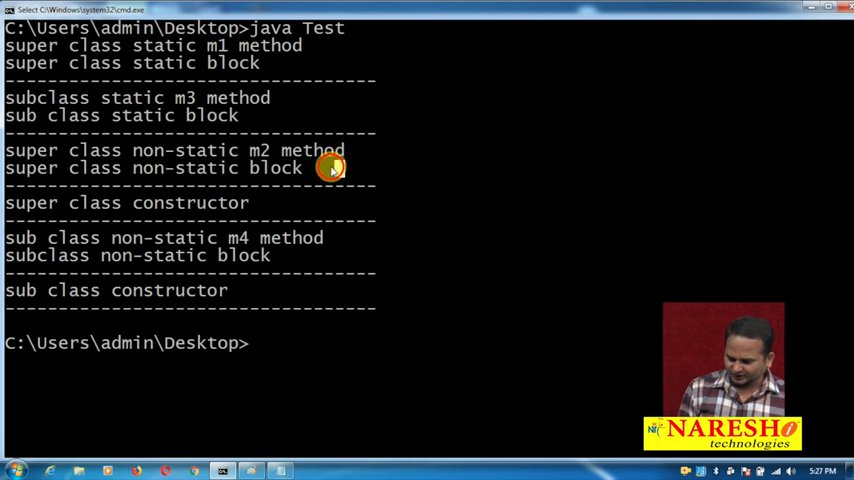 Select C:\Windows\system32\cmd.exe
C:\Users\admin\Desktop>java Test
super class static m1 method
super class static block
-----------------------------------
subclass static m3 method
sub class static block
-----------------------------------
super class non-static m2 method
super class non-static block
-----------------------------------
super class constructor
-----------------------------------
sub class non-static m4 method
subclass non-static block
-----------------------------------
sub class constructor
-----------------------------------
C:\Users\admin\Desktop>
NARESH i
technologies
5:27 PM